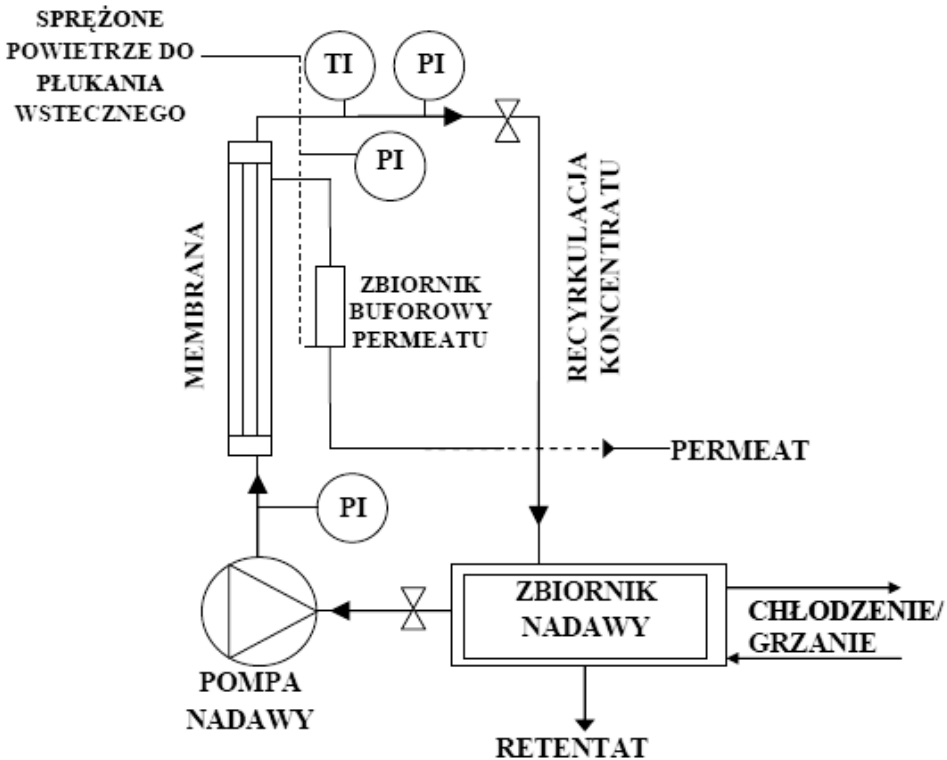 SPRĘŻONE
POWIETRZE DO
PŁUKANIA
WSTECZNEGO
TI
PI
PI
MEMBRANA
ZBIORNIK
BUFOROWY
PERMEATU
RECYRKULACJA
KONCENTRATU
PERMEAT
PI
ZBIORNIK
NADAWY
CHŁODZENIE/
GRZANIE
POMPA
NADAWY
RETENTAT